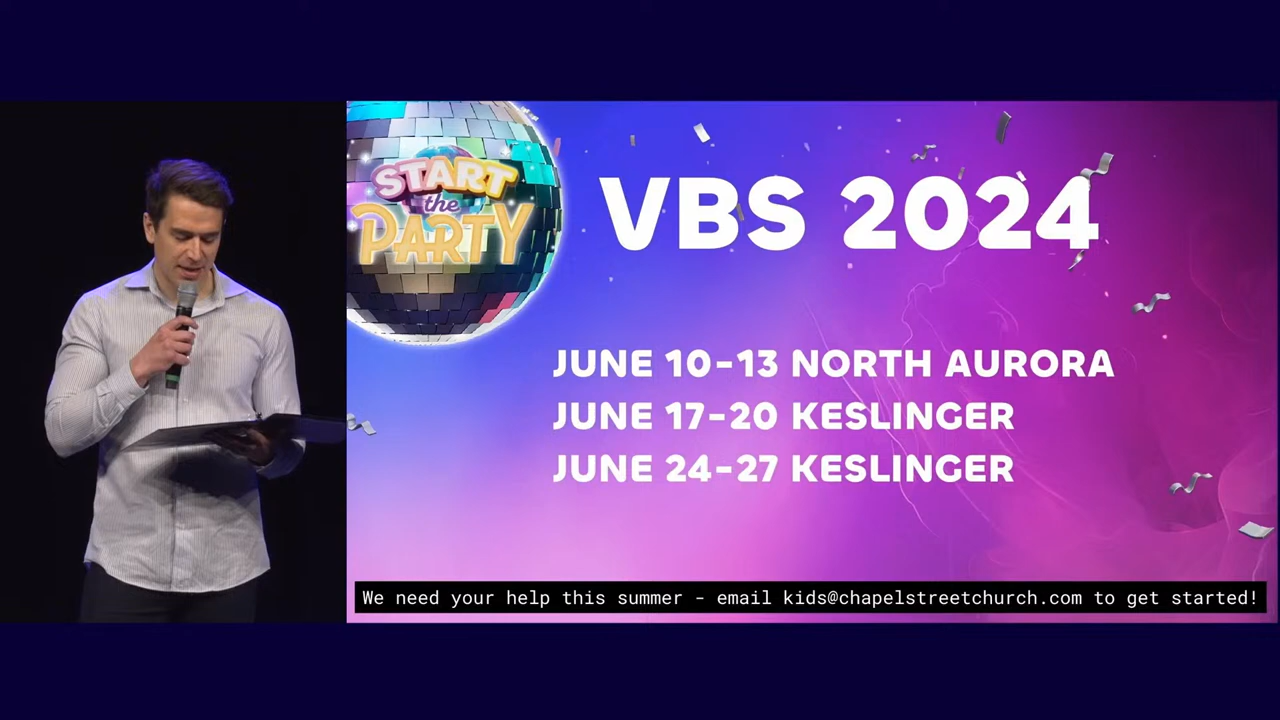 START
the
PARTY
VBS 2024
JUNE 10-13 NORTH AURORA
JUNE 17-20 KESLINGER
JUNE 24-27 KESLINGER
We need your help this summer - email kids@chapelstreetchurch.com to get started!